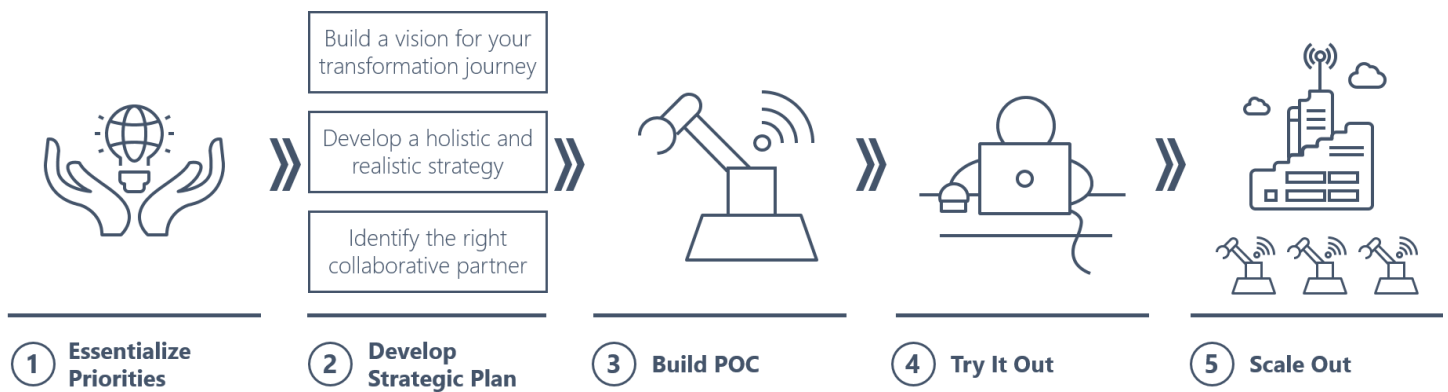 Build a vision for your
transformation journey
Develop a holistic and
realistic strategy
Identify the right
collaborative partner
1 Essentialize
Priorities
2 Develop
Strategic Plan
3 Build POC
4 Try It Out
5 Scale Out